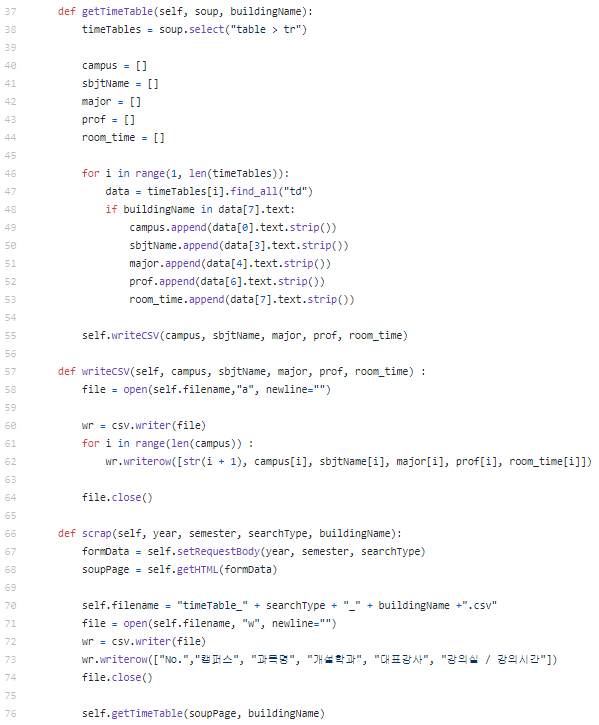 37 def getTimeTable(self, soup, buildingName):
38 timeTables = soup.select("table > tr")
39
40 campus = []
41 sbjtName = []
42 major = []
43 prof = []
44 room_time = []
45
46 for i in range(1, len(timeTables)):
47 data = timeTables[i].find_all("td")
48 if buildingName in data[7].text:
49 campus.append(data[0].text.strip())
50 sbjtName.append(data[3].text.strip())
51 major.append(data[4].text.strip())
52 prof.append(data[6].text.strip())
53 room_time.append(data[7].text.strip())
54
55 self.writeCSV(campus, sbjtName, major, prof, room_time)
56
57 def writeCSV(self, campus, sbjtName, major, prof, room_time) :
58 file = open(self.filename,"a", newline="")
59
60 wr = csv.writer(file)
61 for i in range(len(campus)) :
62 wr.writerow([str(i + 1), campus[i], sbjtName[i], major[i], prof[i], room_time[i]])
63
64 file.close()
65
66 def scrap(self, year, semester, searchType, buildingName):
67 formData = self.setRequestBody(year, semester, searchType)
68 soupPage = self.getHTML(formData)
69
70 self.filename = "timeTable_" + searchType + "_" + buildingName +".csv"
71 file = open(self.filename, "w", newline="")
72 wr = csv.writer(file)
73 wr.writerow(["No.","캠퍼스", "과목명", "개설학과", "대표강사", "강의실 / 강의시간"])
74 file.close()
75
76 self.getTimeTable(soupPage, buildingName)